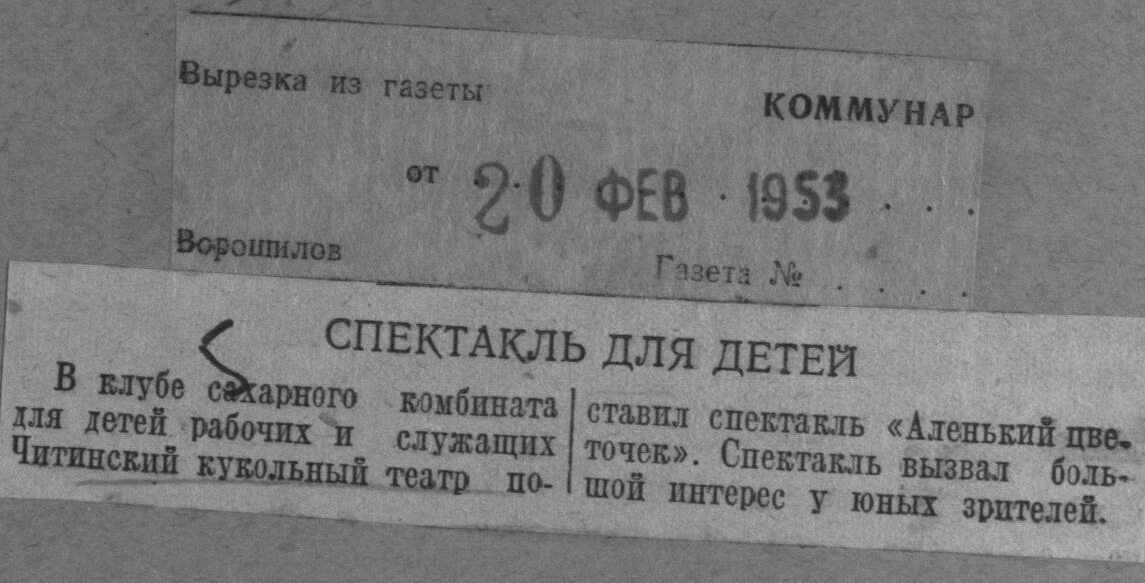 Вырезка из газеты
КОММУНАР
от 20 ФЕВ 1953 . . .
Ворошилов
Газета № . . . .
СПЕКТАКЛЬ ДЛЯ ДЕТЕЙ
В клубе сахарного комбината
для детей рабочих и служащих
Читинский кукольный театр по-
ставил спектакль «Аленький цве-
точек». Спектакль вызвал боль-
шой интерес у юных зрителей.